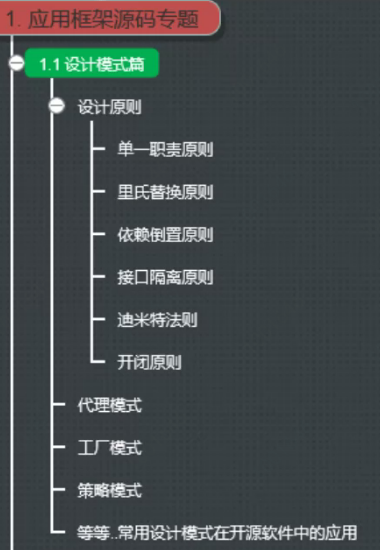 1. 应用框架源码专题
1.1 设计模式篇
设计原则
单一职责原则
里氏替换原则
依赖倒置原则
接口隔离原则
迪米特法则
开闭原则
代理模式
工厂模式
策略模式
等等..常用设计模式在开源软件中的应用